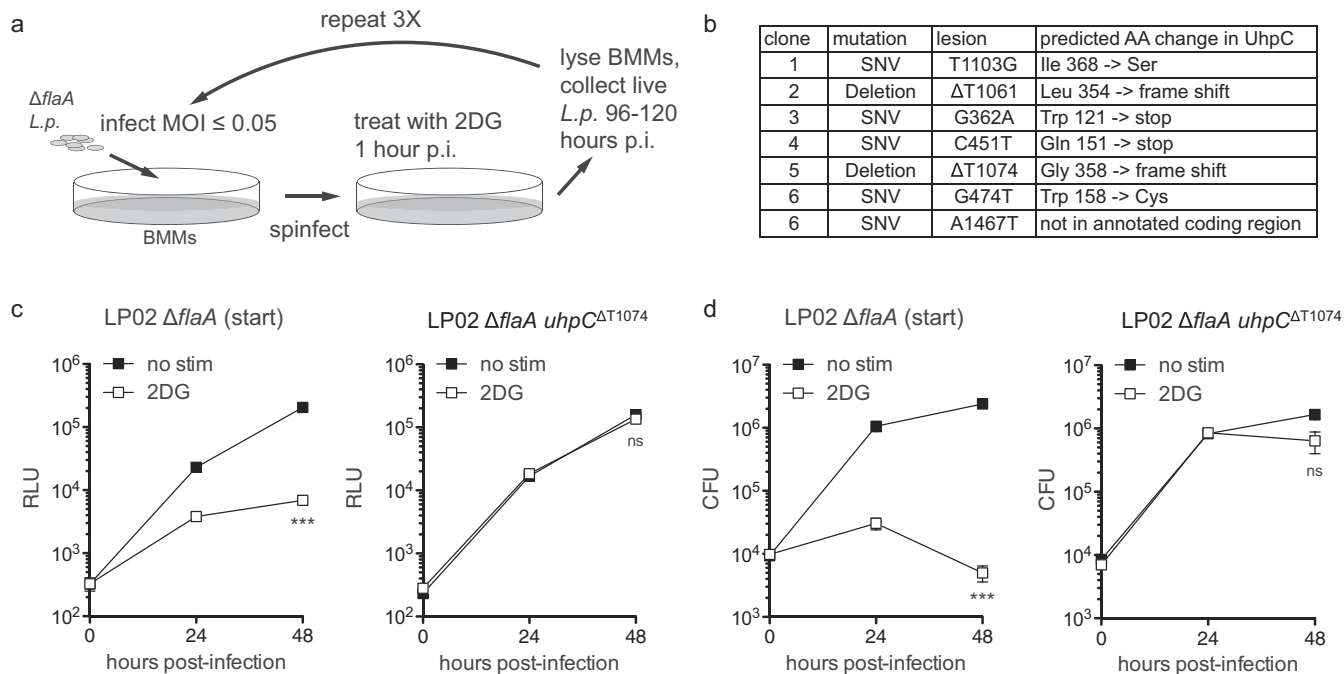 a
repeat 3X
ΔflaA
L.p.
infect MOI ≤ 0.05
BMMs
spinfect
treat with 2DG
1 hour p.i.
lyse BMMs,
collect live
L.p. 96-120
hours p.i.
b
clone mutation lesion predicted AA change in UhpC
1 SNV T1103G Ile 368 -> Ser
2 Deletion ΔT1061 Leu 354 -> frame shift
3 SNV G362A Trp 121 -> stop
4 SNV C451T Gln 151 -> stop
5 Deletion ΔT1074 Gly 358 -> frame shift
6 SNV G474T Trp 158 -> Cys
6 SNV A1467T not in annotated coding region
c
LP02 ΔflaA (start)
no stim
2DG
RLU
10⁶
10⁵
10⁴
10³
10²
***
0 24 48
hours post-infection
LP02 ΔflaA uhpC^ΔT1074
no stim
2DG
RLU
10⁶
10⁵
10⁴
10³
10²
ns
0 24 48
hours post-infection
d
LP02 ΔflaA (start)
no stim
2DG
CFU
10⁷
10⁶
10⁵
10⁴
10³
***
0 24 48
hours post-infection
LP02 ΔflaA uhpC^ΔT1074
no stim
2DG
CFU
10⁷
10⁶
10⁵
10⁴
10³
ns
0 24 48
hours post-infection